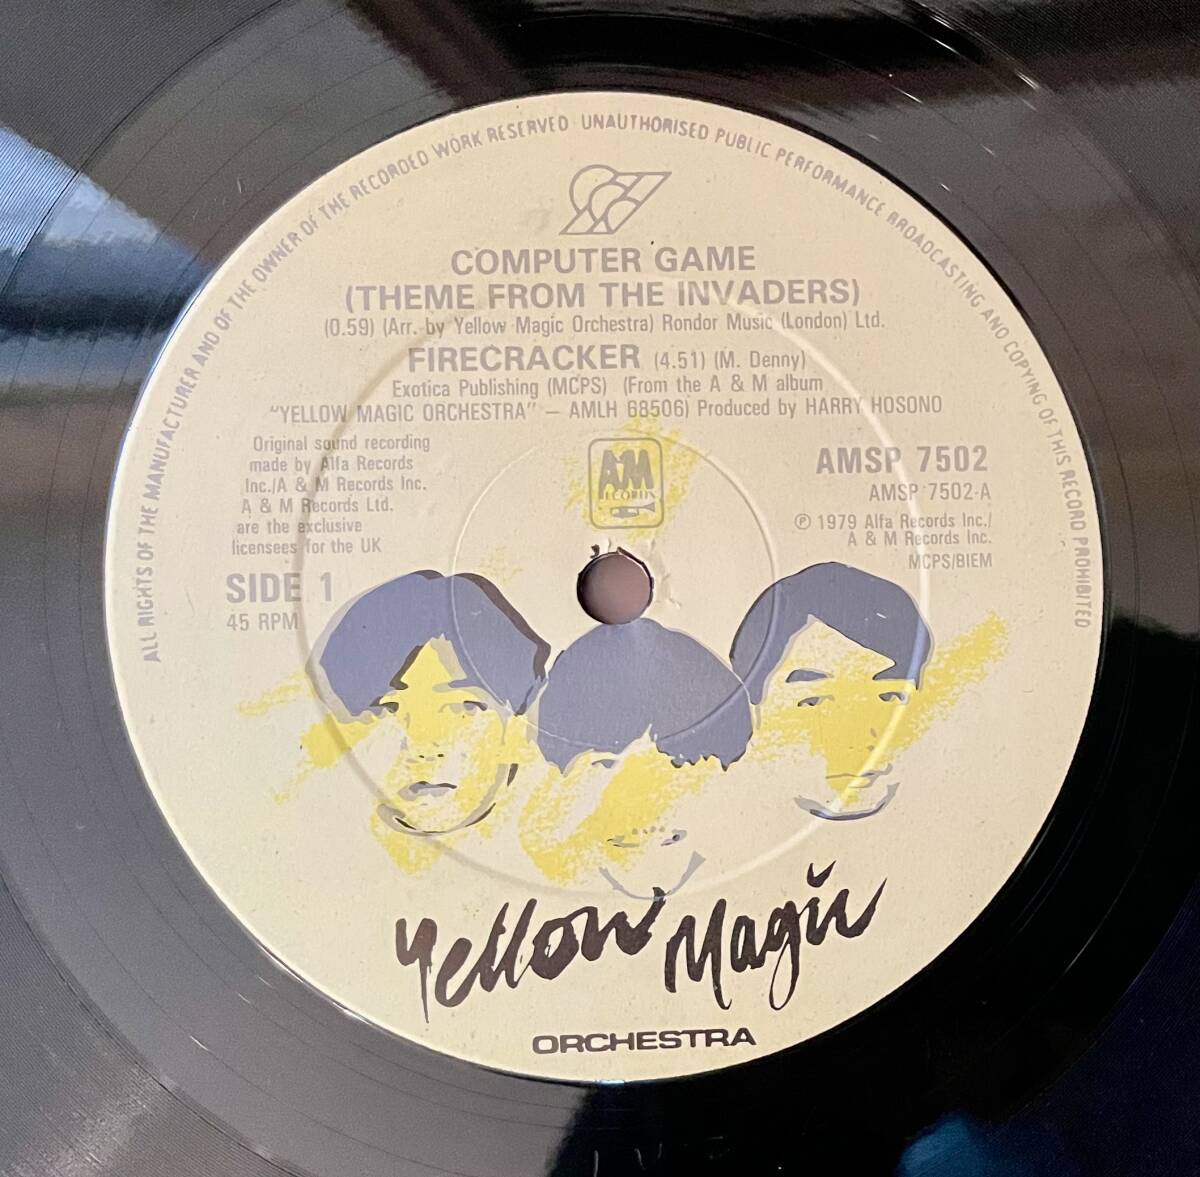 ALL RIGHTS OF THE MANUFACTURER AND OF THE OWNER OF THE RECORDED WORK RESERVED UNAUTHORISED PUBLIC PERFORMANCE BROADCASTING AND COPYING OF THIS RECORD PROHIBITED
COMPUTER GAME
(THEME FROM THE INVADERS)
(0.59) (Arr. by Yellow Magic Orchestra) Rondor Music (London) Ltd.
FIRECRACKER (4.51) (M. Denny)
Exotica Publishing (MCPS) (From the A & M album
"YELLOW MAGIC ORCHESTRA" – AMLH 68506) Produced by HARRY HOSONO
Original sound recording
made by Alfa Records
Inc./A & M Records Inc.
A & M Records Ltd.
are the exclusive
licensees for the UK
SIDE 1
45 RPM
A&M
RECORDS
AMSP 7502
AMSP 7502-A
℗ 1979 Alfa Records Inc./
A & M Records Inc.
MCPS/BIEM
Yellow Magic
ORCHESTRA